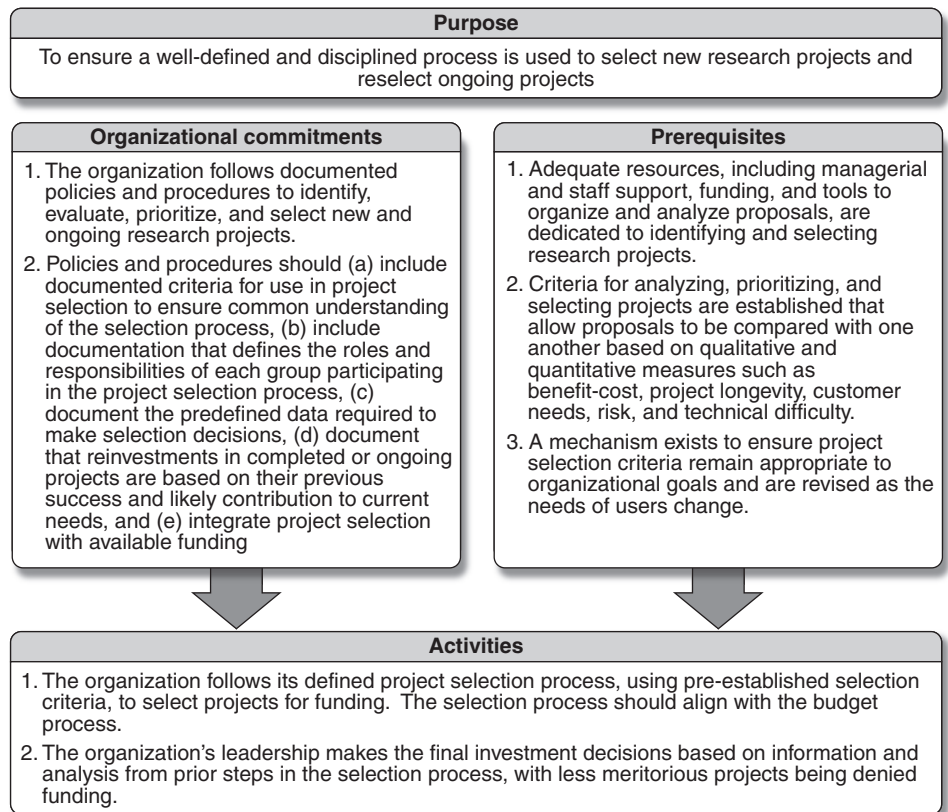 Purpose
To ensure a well-defined and disciplined process is used to select new research projects and
reselect ongoing projects
Organizational commitments
1. The organization follows documented
policies and procedures to identify,
evaluate, prioritize, and select new and
ongoing research projects.
2. Policies and procedures should (a) include
documented criteria for use in project
selection to ensure common understanding
of the selection process, (b) include
documentation that defines the roles and
responsibilities of each group participating
in the project selection process, (c)
document the predefined data required to
make selection decisions, (d) document
that reinvestments in completed or ongoing
projects are based on their previous
success and likely contribution to current
needs, and (e) integrate project selection
with available funding
Prerequisites
1. Adequate resources, including managerial
and staff support, funding, and tools to
organize and analyze proposals, are
dedicated to identifying and selecting
research projects.
2. Criteria for analyzing, prioritizing, and
selecting projects are established that
allow proposals to be compared with one
another based on qualitative and
quantitative measures such as
benefit-cost, project longevity, customer
needs, risk, and technical difficulty.
3. A mechanism exists to ensure project
selection criteria remain appropriate to
organizational goals and are revised as the
needs of users change.
Activities
1. The organization follows its defined project selection process, using pre-established selection
criteria, to select projects for funding. The selection process should align with the budget
process.
2. The organization's leadership makes the final investment decisions based on information and
analysis from prior steps in the selection process, with less meritorious projects being denied
funding.